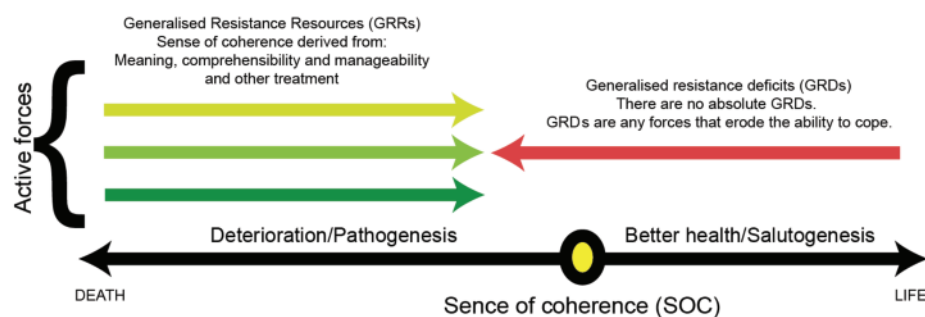 Generalised Resistance Resources (GRRs)
Sense of coherence derived from:
Meaning, comprehensibility and manageability
and other treatment
Generalised resistance deficits (GRDs)
There are no absolute GRDs.
GRDs are any forces that erode the ability to cope.
Active forces
Deterioration/Pathogenesis
Better health/Salutogenesis
DEATH
LIFE
Sence of coherence (SOC)